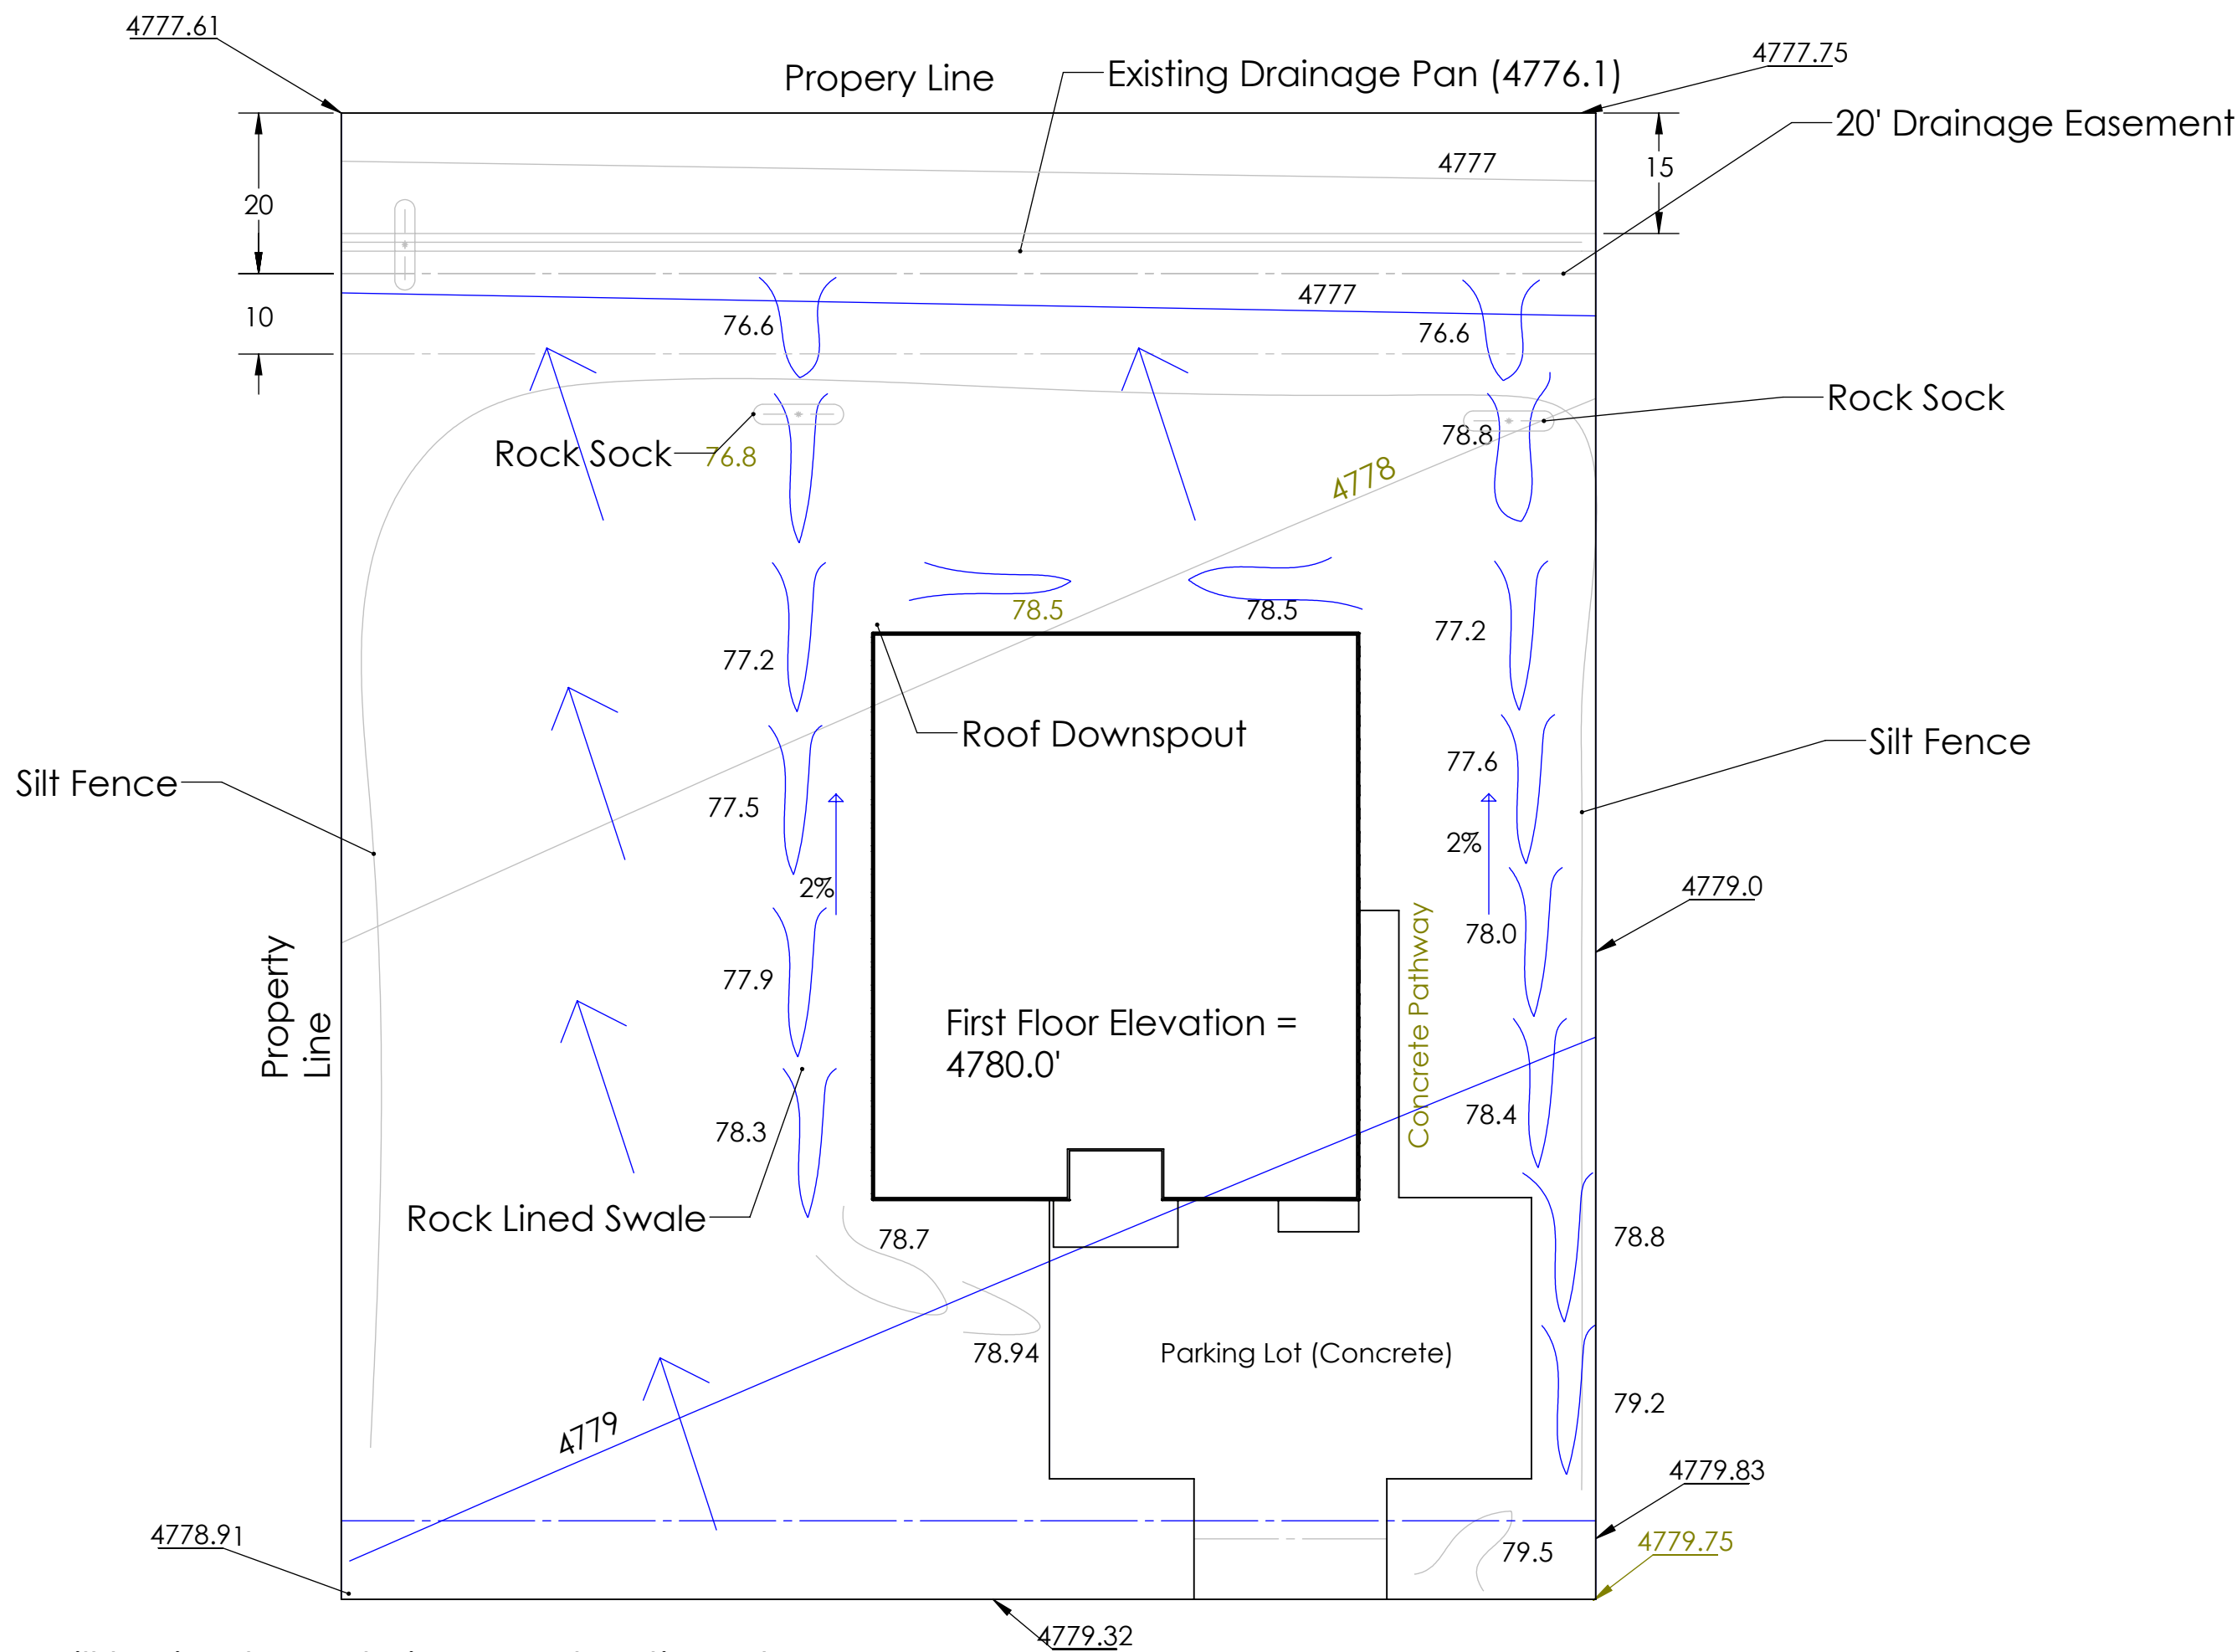 4777.61
4777.75
Propery Line
Existing Drainage Pan (4776.1)
20' Drainage Easement
4777
15
20
4777
10
76.6
76.6
Rock Sock
78.8
Rock Sock
76.8
4778
78.5
78.5
77.2
77.2
Roof Downspout
Silt Fence
77.6
Silt Fence
77.5
2%
2%
4779.0
78.0
77.9
Concrete Pathway
Property
Line
First Floor Elevation =
4780.0'
78.4
78.3
Rock Lined Swale
78.7
78.8
78.94
Parking Lot (Concrete)
79.2
4779
4779.83
4778.91
4779.75
79.5
4779.32